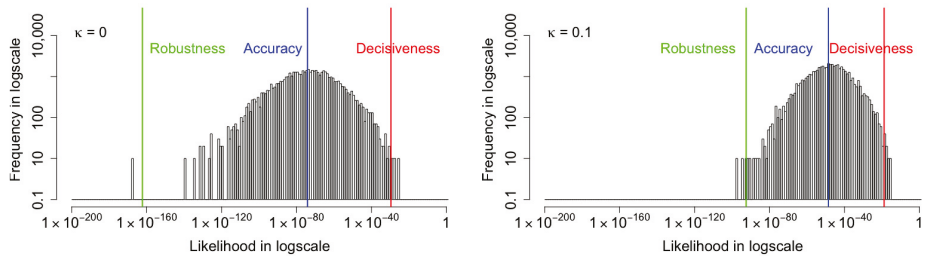 κ = 0
Robustness Accuracy Decisiveness
Frequency in logscale
10,000
100
10
0.1
1 × 10⁻²⁰⁰ 1 × 10⁻¹⁶⁰ 1 × 10⁻¹²⁰ 1 × 10⁻⁸⁰ 1 × 10⁻⁴⁰ 1
Likelihood in logscale
κ = 0.1
Robustness Accuracy Decisiveness
Frequency in logscale
10,000
100
10
0.1
1 × 10⁻²⁰⁰ 1 × 10⁻¹⁶⁰ 1 × 10⁻¹²⁰ 1 × 10⁻⁸⁰ 1 × 10⁻⁴⁰ 1
Likelihood in logscale